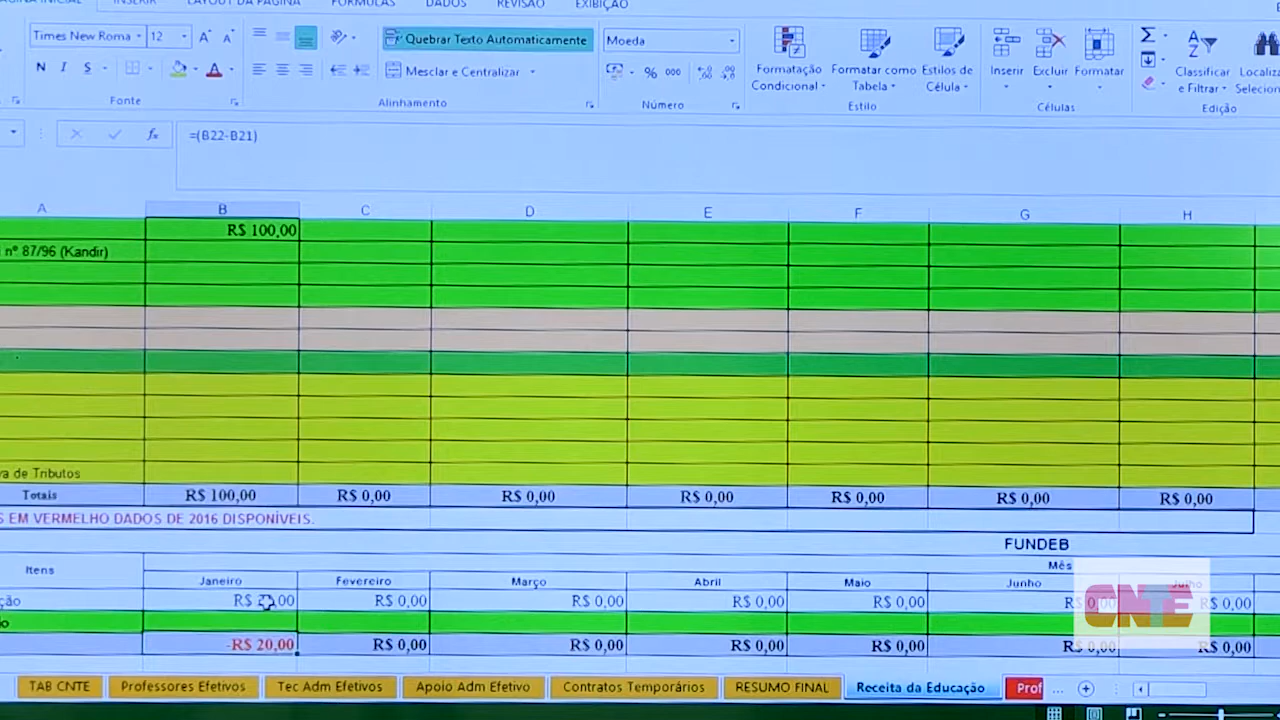 INSERIR LAYOUT DA PÁGINA FÓRMULAS DADOS REVISÃO EXIBIÇÃO
Times New Roma 12
Quebrar Texto Automaticamente
Moeda
N I S
Mesclar e Centralizar
% 000
Formatação Condicional
Formatar como Tabela
Estilos de Célula
Inserir Excluir Formatar
Classificar e Filtrar
Fonte Alinhamento Número Estilo Células Edição
fx =(B22-B21)
A B C D E F G H
R$ 100,00
nº 87/96 (Kandir)
de Tributos
Totais R$ 100,00 R$ 0,00 R$ 0,00 R$ 0,00 R$ 0,00 R$ 0,00 R$ 0,00
EM VERMELHO DADOS DE 2016 DISPONÍVEIS.
FUNDEB
Itens Mês
Janeiro Fevereiro Março Abril Maio Junho Julho
R$ 0,00 R$ 0,00 R$ 0,00 R$ 0,00 R$ 0,00
-R$ 20,00 R$ 0,00 R$ 0,00 R$ 0,00 R$ 0,00 R$ 0,00 R$ 0,00
CNTE
TAB CNTE Professores Efetivos Tec Adm Efetivos Apoio Adm Efetivo Contratos Temporários RESUMO FINAL Receita da Educação Prof ...